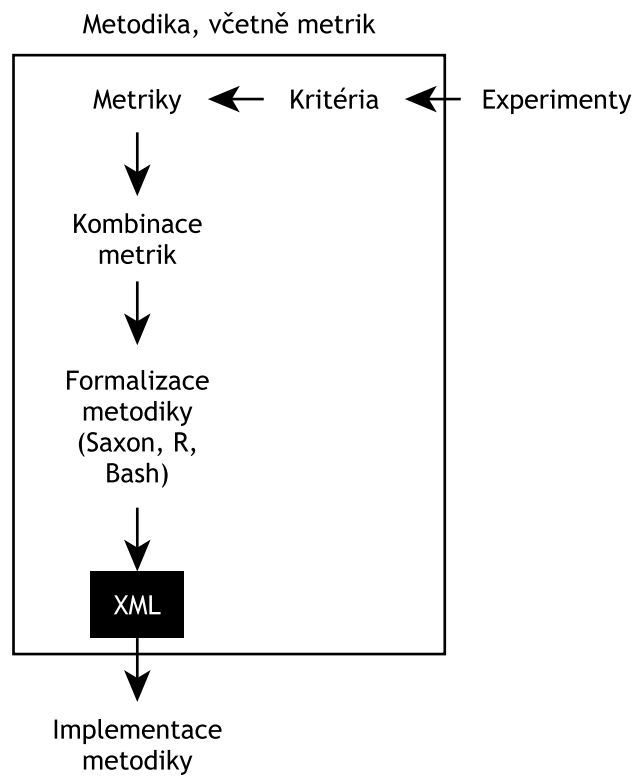 Metodika, včetně metrik
Metriky
Kritéria
Experimenty
Kombinace
metrik
Formalizace
metodiky
(Saxon, R,
Bash)
XML
Implementace
metodiky